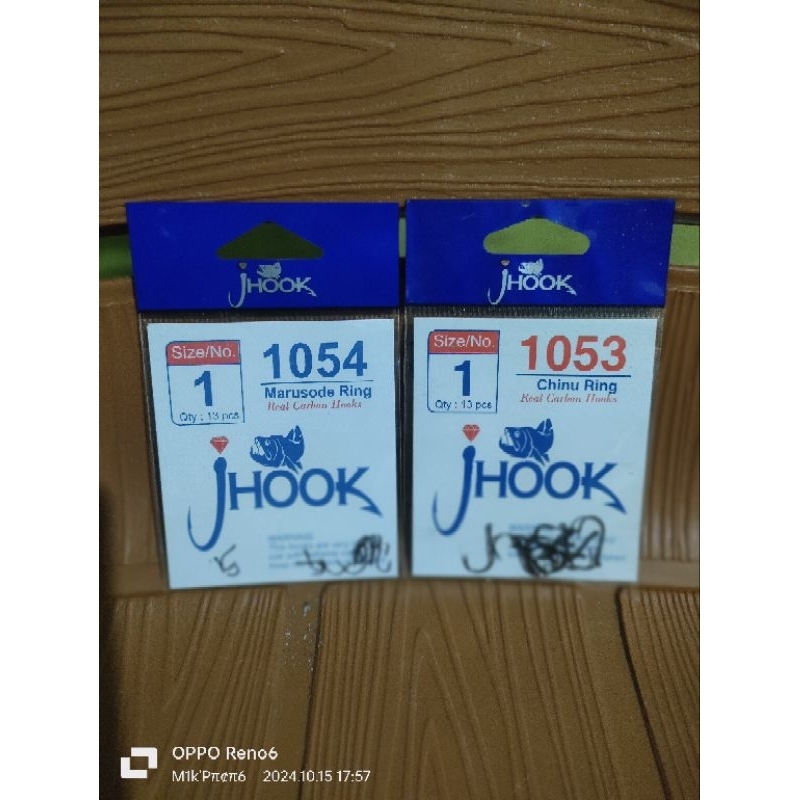 JHOOK
Size/No.
1
Qty : 13 pcs
1054
Marusode Ring
Real Carbon Hooks
JHOOK
WARNING
JHOOK
Size/No.
1
Qty : 13 pcs
1053
Chinu Ring
Real Carbon Hooks
JHOOK
OPPO Reno6
2024.10.15 17:57